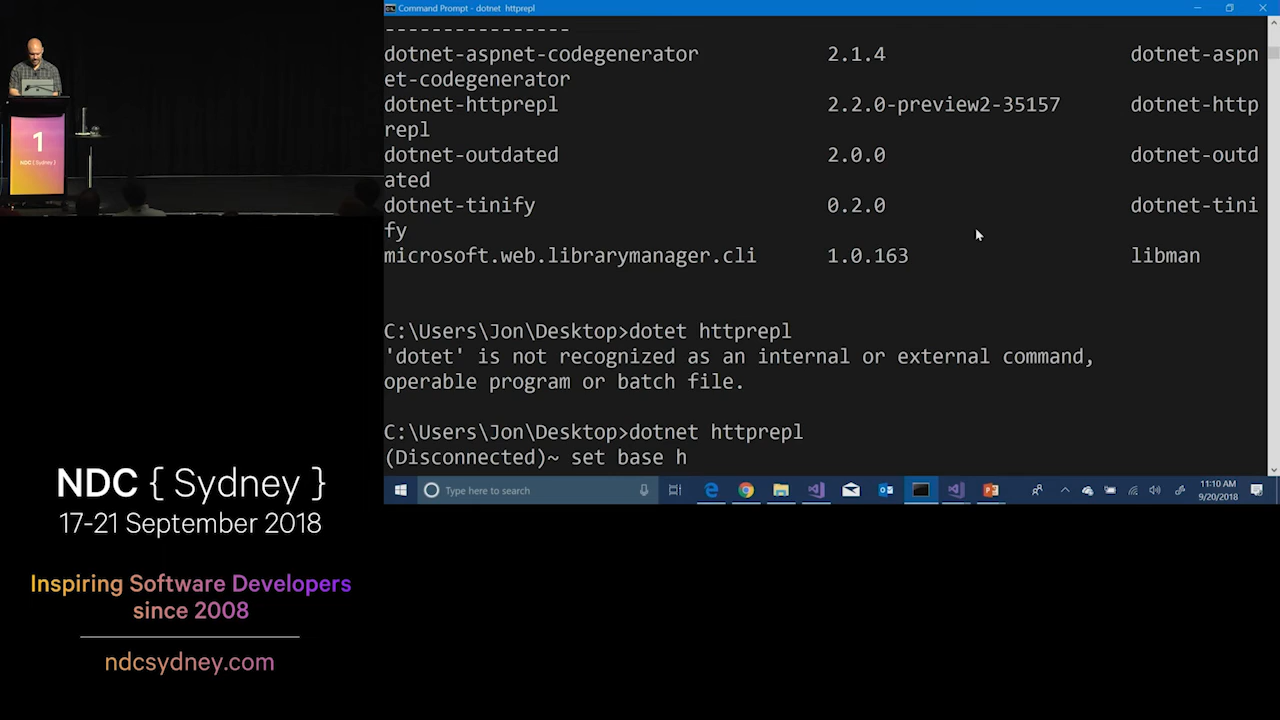 Command Prompt - dotnet httprepl
---------------
dotnet-aspnet-codegenerator 2.1.4 dotnet-aspn
et-codegenerator
dotnet-httprepl 2.2.0-preview2-35157 dotnet-http
repl
dotnet-outdated 2.0.0 dotnet-outd
ated
dotnet-tinify 0.2.0 dotnet-tini
fy
microsoft.web.librarymanager.cli 1.0.163 libman
C:\Users\Jon\Desktop>dotet httprepl
'dotet' is not recognized as an internal or external command,
operable program or batch file.
C:\Users\Jon\Desktop>dotnet httprepl
(Disconnected)~ set base h
Type here to search
11:10 AM
9/20/2018
1
NDC { Sydney }
NDC { Sydney }
17-21 September 2018
Inspiring Software Developers
since 2008
ndcsydney.com